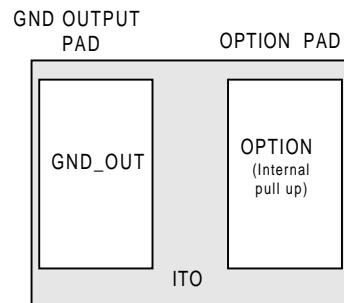 GND OUTPUT
PAD
OPTION PAD
GND_OUT
OPTION
(Internal
pull up)
ITO